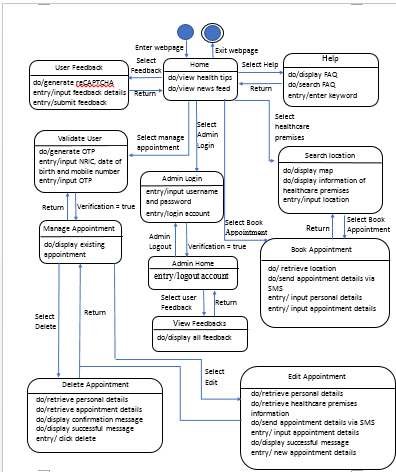 Enter webpage
Exit webpage
User Feedback
do/generate reCAPTCHA
entry/input feedback details
entry/submit feedback
Select
Feedback
Return
Home
do/view health tips
do/view news feed
Select Help
Return
Help
do/display FAQ
do/search FAQ
entry/enter keyword
Validate User
do/generate OTP
entry/input NRIC, date of
birth and mobile number
entry/input OTP
Select manage
appointment
Select
Admin
Login
Select
healthcare
premises
Search location
do/display map
do/display information of
healthcare premises
entry/input location
Admin Login
entry/input username
and password
entry/login account
Return
Verification = true
Select Book
Appointment
Return
Select Book
Appointment
Manage Appointment
do/display existing
appointment
Admin
Logout
Verification = true
Book Appointment
do/ retrieve location
do/send appointment details via
SMS
entry/ input personal details
entry/ input appointment details
Admin Home
entry/logout account
Select user
Feedback
Return
Select
Delete
Return
View Feedbacks
do/display all feedback
Select
Edit
Delete Appointment
do/retrieve personal details
do/retrieve appointment details
do/display confirmation message
do/display successful message
entry/ click delete
Edit Appointment
do/retrieve personal details
do/retrieve healthcare premises
information
do/send appointment details via SMS
entry/ input appointment details
do/display successful message
entry/ new appointment details